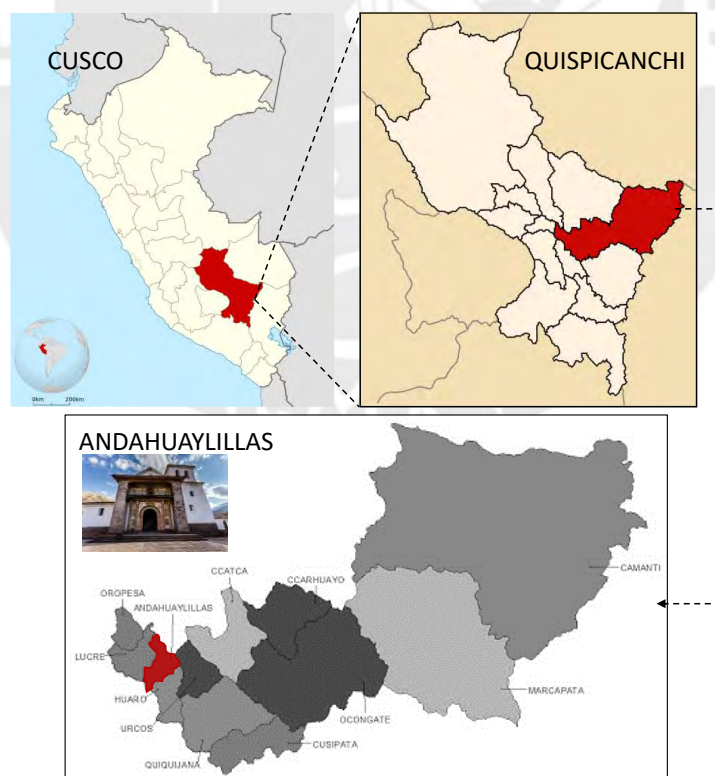 CUSCO
QUISPICANCHI
0km 200km
ANDAHUAYLILLAS
CCATCA
CCARHUAYO
CAMANTI
OROPESA
ANDAHUAYLILLAS
LUCRE
HUARO
MARCAPATA
URCOS
OCONGATE
CUSIPATA
QUIQUIJANA